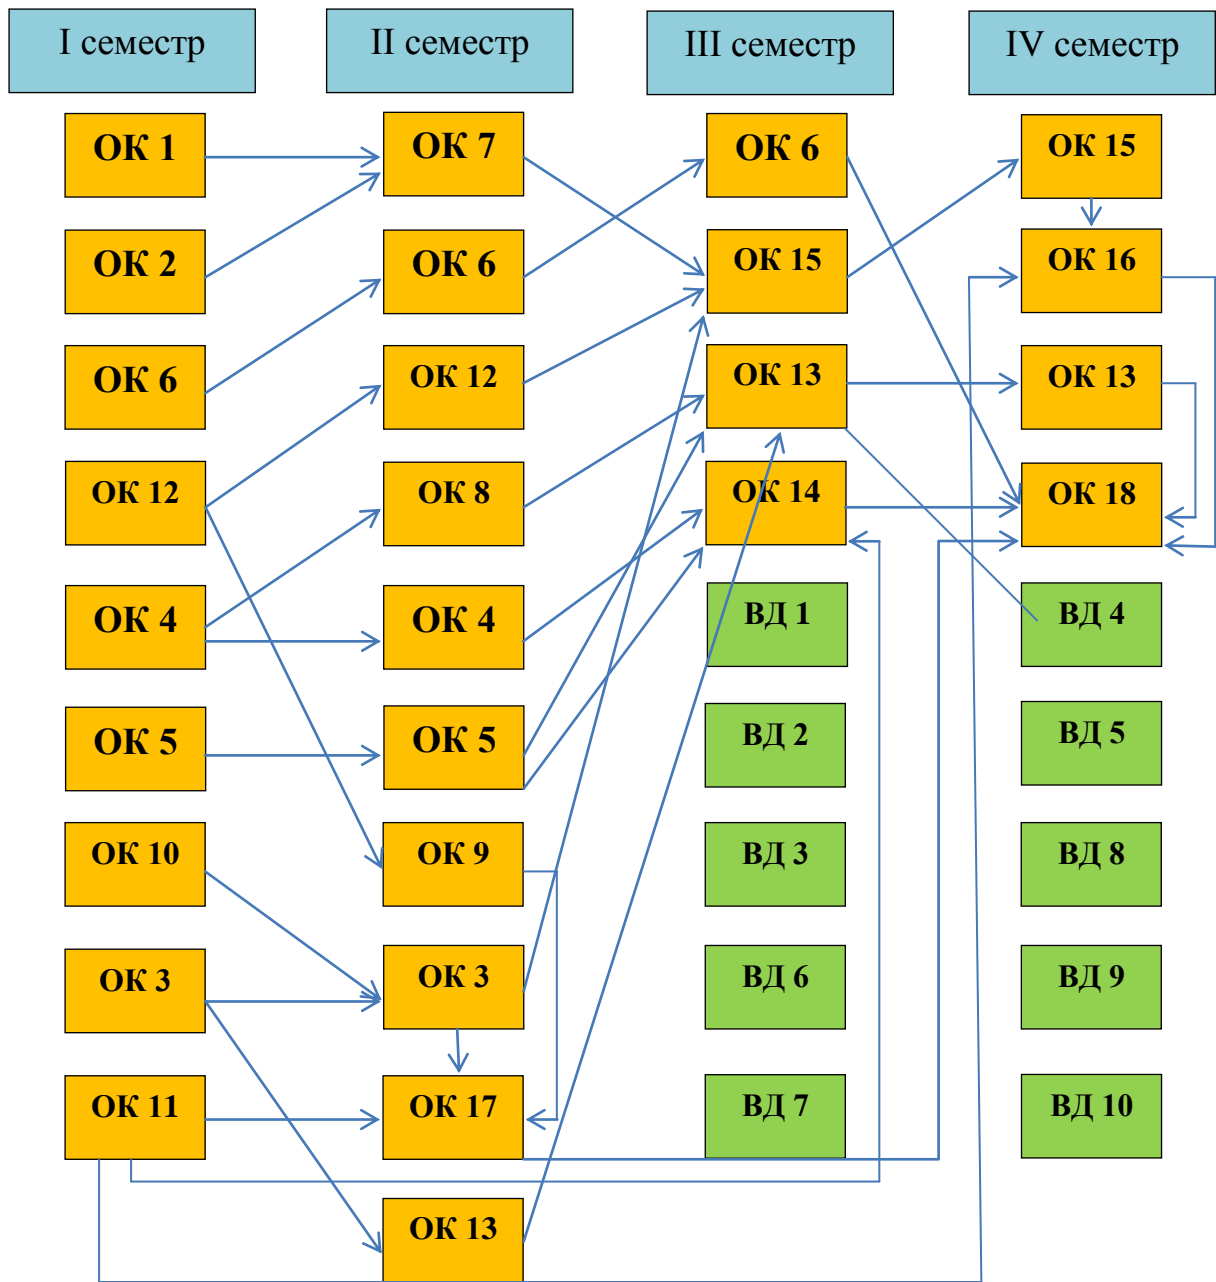 I семестр
II семестр
III семестр
IV семестр
ОК 1
ОК 7
ОК 6
ОК 15
ОК 2
ОК 6
ОК 15
ОК 16
ОК 6
ОК 12
ОК 13
ОК 13
ОК 12
ОК 8
ОК 14
ОК 18
ОК 4
ОК 4
ВД 1
ВД 4
ОК 5
ОК 5
ВД 2
ВД 5
ОК 10
ОК 9
ВД 3
ВД 8
ОК 3
ОК 3
ВД 6
ВД 9
ОК 11
ОК 17
ВД 7
ВД 10
ОК 13